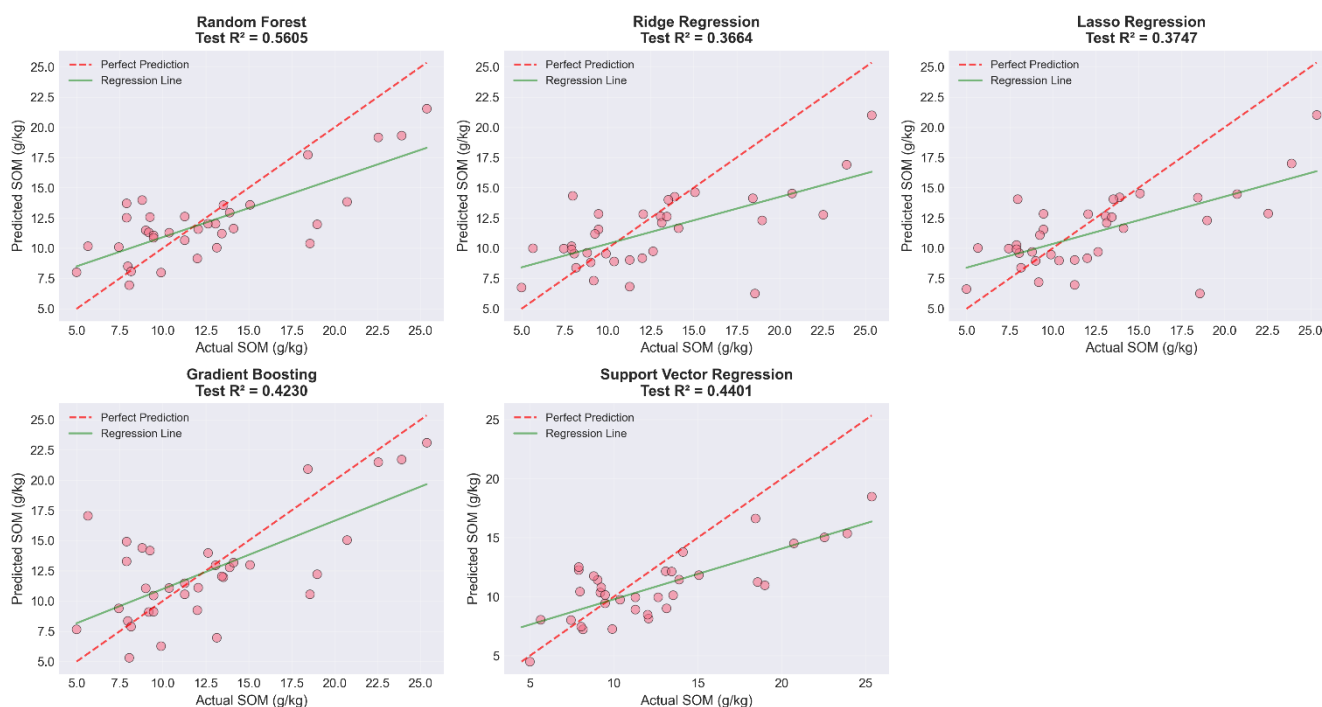 Random Forest
Test R² = 0.5605
Perfect Prediction
Regression Line
Predicted SOM (g/kg)
25.0
22.5
20.0
17.5
15.0
12.5
10.0
7.5
5.0
5.0 7.5 10.0 12.5 15.0 17.5 20.0 22.5 25.0
Actual SOM (g/kg)
Ridge Regression
Test R² = 0.3664
Perfect Prediction
Regression Line
Predicted SOM (g/kg)
25.0
22.5
20.0
17.5
15.0
12.5
10.0
7.5
5.0
5.0 7.5 10.0 12.5 15.0 17.5 20.0 22.5 25.0
Actual SOM (g/kg)
Lasso Regression
Test R² = 0.3747
Perfect Prediction
Regression Line
Predicted SOM (g/kg)
25.0
22.5
20.0
17.5
15.0
12.5
10.0
7.5
5.0
5.0 7.5 10.0 12.5 15.0 17.5 20.0 22.5 25.0
Actual SOM (g/kg)
Gradient Boosting
Test R² = 0.4230
Perfect Prediction
Regression Line
Predicted SOM (g/kg)
25.0
22.5
20.0
17.5
15.0
12.5
10.0
7.5
5.0
5.0 7.5 10.0 12.5 15.0 17.5 20.0 22.5 25.0
Actual SOM (g/kg)
Support Vector Regression
Test R² = 0.4401
Perfect Prediction
Regression Line
Predicted SOM (g/kg)
25
20
15
10
5
5 10 15 20 25
Actual SOM (g/kg)